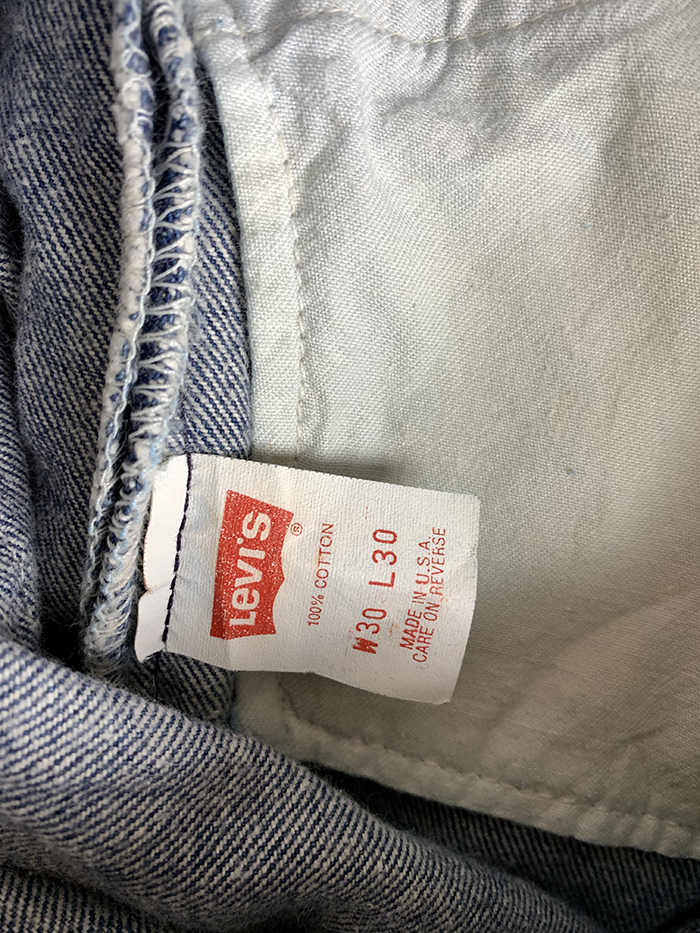 Levi's ®
100% COTTON
W30 L30
MADE IN U.S.A.
CARE ON REVERSE